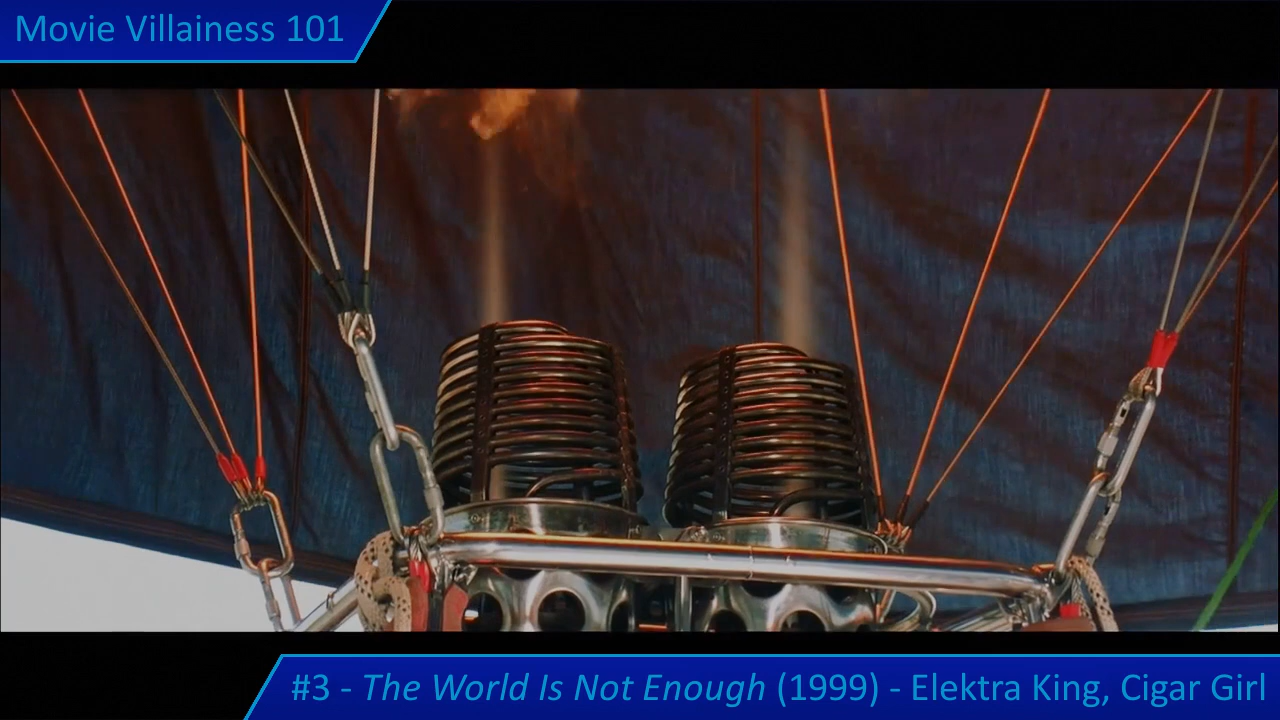 Movie Villainess 101
#3 - The World Is Not Enough (1999) - Elektra King, Cigar Girl